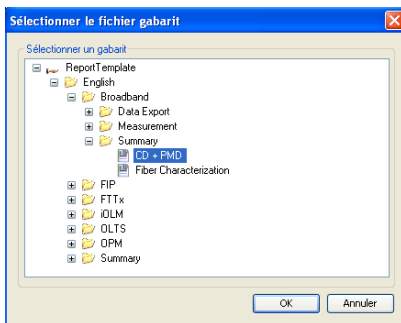 Sélectionner le fichier gabarit
Sélectionner un gabarit
ReportTemplate
English
Broadband
Data Export
Measurement
Summary
CD + PMD
Fiber Characterization
FIP
FTTx
iOLM
OLTS
OPM
Summary
OK Annuler